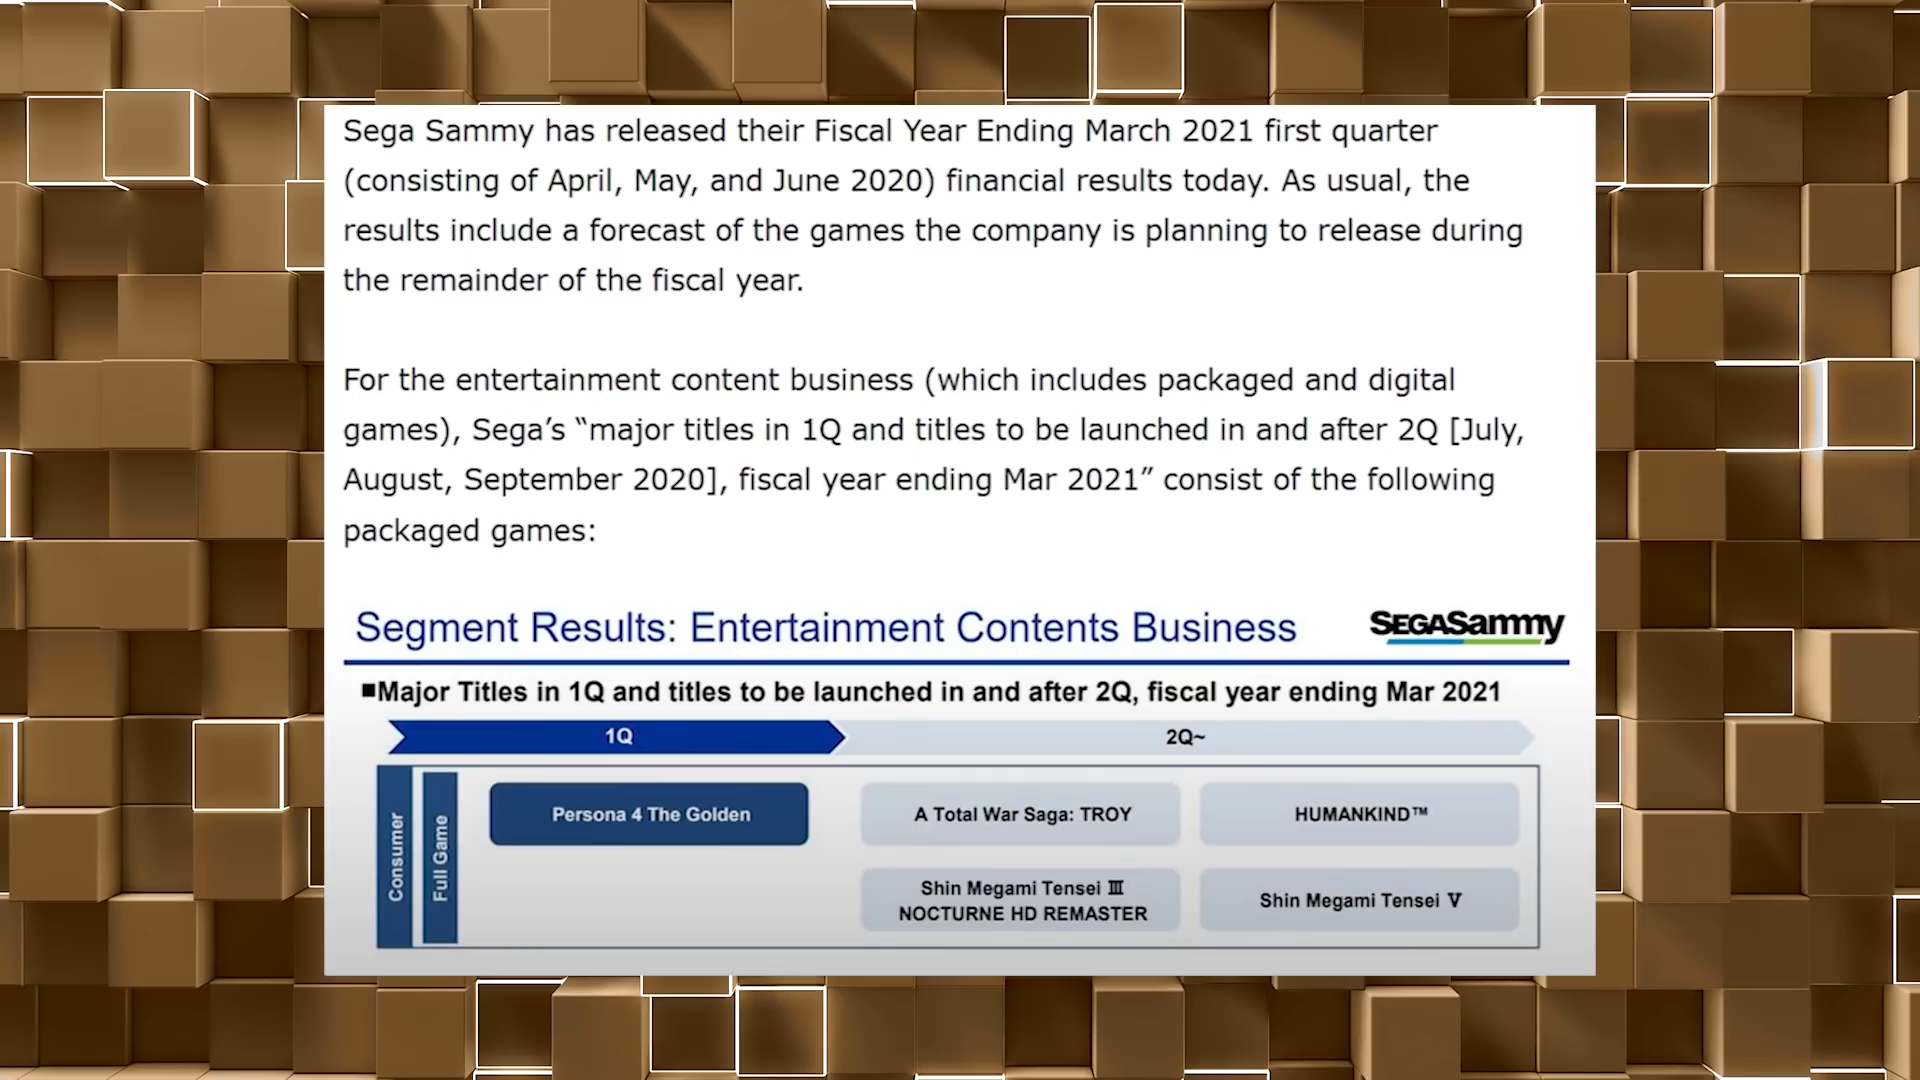 Sega Sammy has released their Fiscal Year Ending March 2021 first quarter
(consisting of April, May, and June 2020) financial results today. As usual, the
results include a forecast of the games the company is planning to release during
the remainder of the fiscal year.
For the entertainment content business (which includes packaged and digital
games), Sega’s “major titles in 1Q and titles to be launched in and after 2Q [July,
August, September 2020], fiscal year ending Mar 2021” consist of the following
packaged games:
Segment Results: Entertainment Contents Business
SEGASammy
■Major Titles in 1Q and titles to be launched in and after 2Q, fiscal year ending Mar 2021
1Q
2Q~
Consumer
Full Game
Persona 4 The Golden
A Total War Saga: TROY
HUMANKIND™
Shin Megami Tensei Ⅲ
NOCTURNE HD REMASTER
Shin Megami Tensei Ⅴ